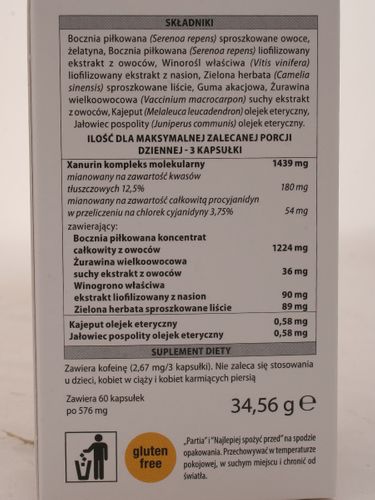 SKŁADNIKI
Bocznia piłkowana (Serenoa repens) sproszkowane owoce,
żelatyna, Bocznia piłkowana (Serenoa repens) liofilizowany
ekstrakt z owoców, Winorośl właściwa (Vitis vinifera)
liofilizowany ekstrakt z nasion, Zielona herbata (Camelia
sinensis) sproszkowane liście, Guma akacjowa, Żurawina
wielkoowocowa (Vaccinium macrocarpon) suchy ekstrakt
z owoców, Kajeput (Melaleuca leucadendron) olejek eteryczny,
Jałowiec pospolity (Juniperus communis) olejek eteryczny.
ILOŚĆ DLA MAKSYMALNEJ ZALECANEJ PORCJI
DZIENNEJ - 3 KAPSUŁKI
Xanurin kompleks molekularny 1439 mg
mianowany na zawartość kwasów
tłuszczowych 12,5% 180 mg
mianowany na zawartość całkowitą procyjanidyn
w przeliczeniu na chlorek cyjanidyny 3,75% 54 mg
zawierający:
Bocznia piłkowana koncentrat
całkowity z owoców 1224 mg
Żurawina wielkoowocowa
suchy ekstrakt z owoców 36 mg
Winogrono właściwa
ekstrakt liofilizowany z nasion 90 mg
Zielona herbata sproszkowane liście 89 mg
Kajeput olejek eteryczny 0,58 mg
Jałowiec pospolity olejek eteryczny 0,58 mg
SUPLEMENT DIETY
Zawiera kofeinę (2,67 mg/3 kapsułki). Nie zaleca się stosowania
u dzieci, kobiet w ciąży i kobiet karmiących piersią
Zawiera 60 kapsułek
po 576 mg
34,56 g ℮
gluten
free
„Partia" i "Najlepiej spożyć przed" na spodzie
opakowania. Przechowywać w temperaturze
pokojowej, w suchym miejscu i chronić od
światła.